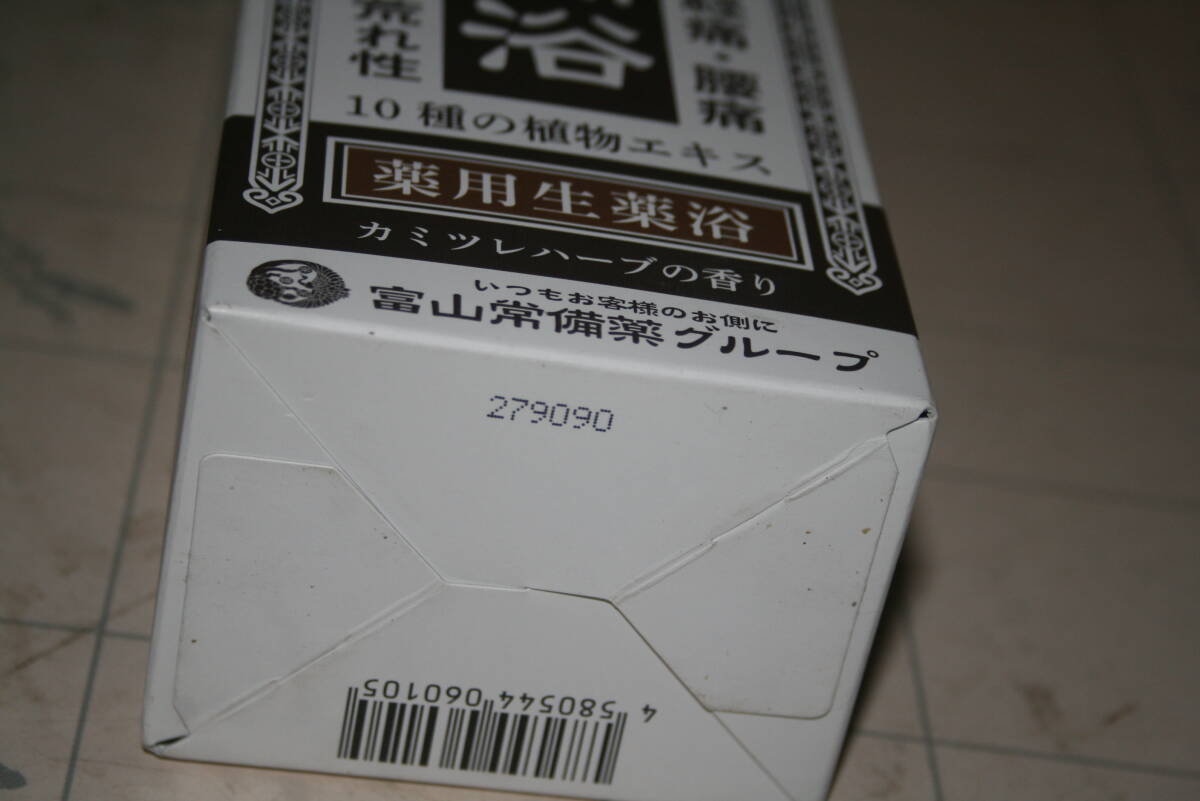 浴
荒れ性
経痛・腰痛
10種の植物エキス
薬用生薬浴
カミツレハーブの香り
いつもお客様のお側に
富山常備薬グループ
279090
4 580544 060105